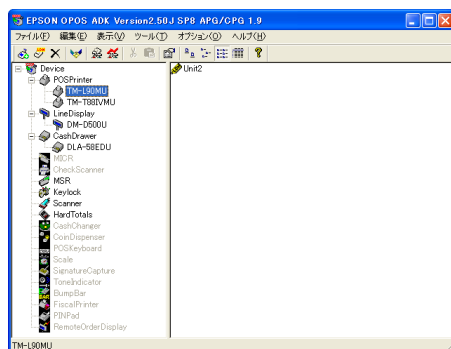 EPSON OPOS ADK Version2.50J SP8 APG/CPG 1.9
ファイル(F) 編集(E) 表示(V) ツール(T) オプション(O) ヘルプ(H)
Device
POSPrinter
TM-L90MU
TM-T88IVMU
LineDisplay
DM-D500U
CashDrawer
DLA-58EDU
MICR
CheckScanner
MSR
Keylock
Scanner
HardTotals
CashChanger
CoinDispenser
POSKeyboard
Scale
SignatureCapture
ToneIndicator
BumpBar
FiscalPrinter
PINPad
RemoteOrderDisplay
Unit2
TM-L90MU